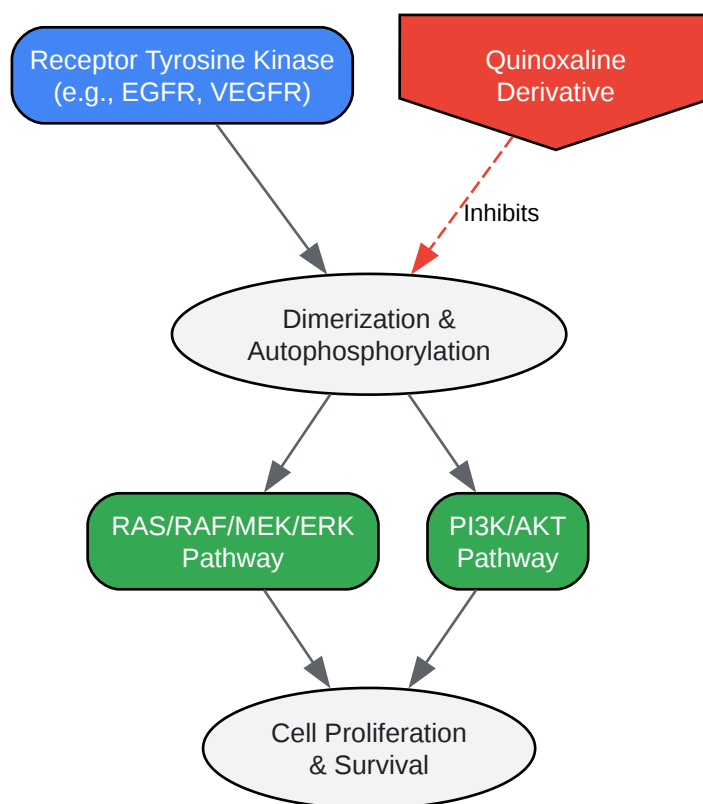 Receptor Tyrosine Kinase
(e.g., EGFR, VEGFR)
Quinoxaline
Derivative
Inhibits
Dimerization &
Autophosphorylation
RAS/RAF/MEK/ERK
Pathway
PI3K/AKT
Pathway
Cell Proliferation
& Survival